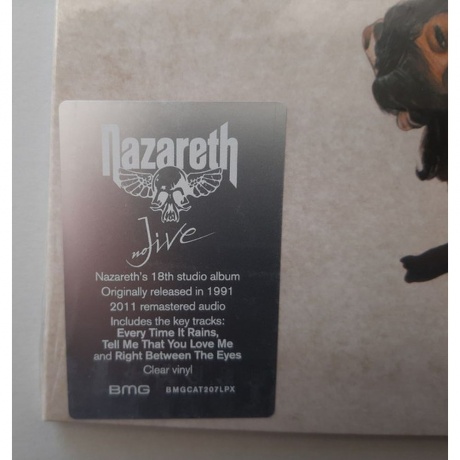 Nazareth
no Jive
Nazareth's 18th studio album
Originally released in 1991
2011 remastered audio
Includes the key tracks:
Every Time It Rains,
Tell Me That You Love Me
and Right Between The Eyes
Clear vinyl
BMG BMGCAT207LPX